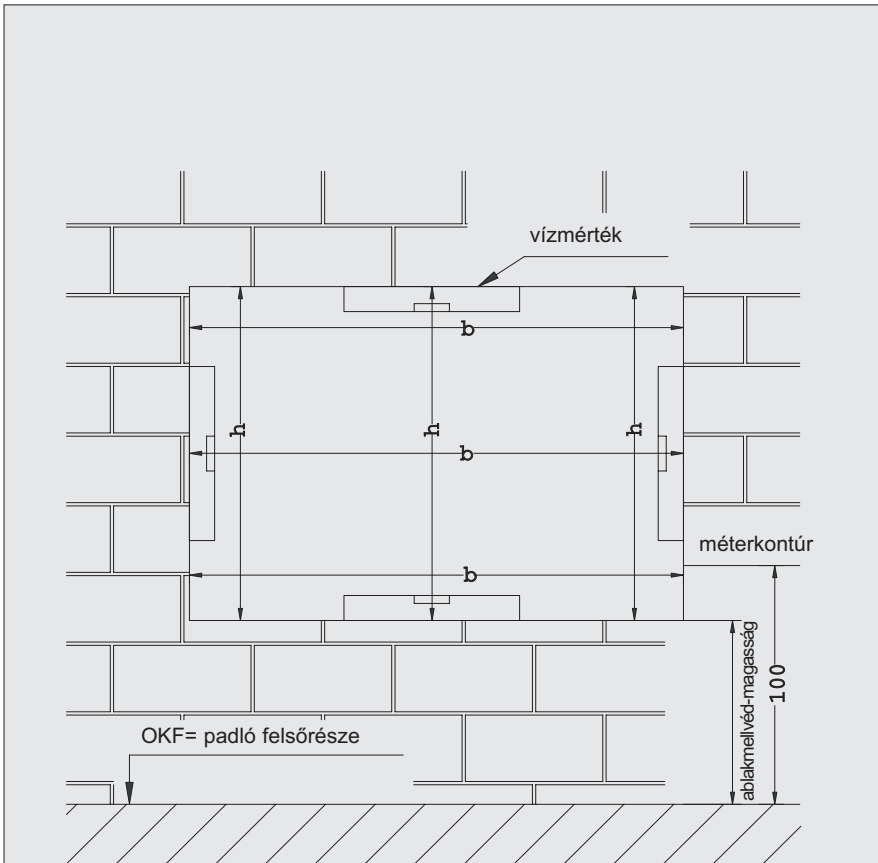 vízmérték
b
h
h
h
b
méterkontúr
b
ablakmellvéd-magasság
100
OKF= padló felsőrésze